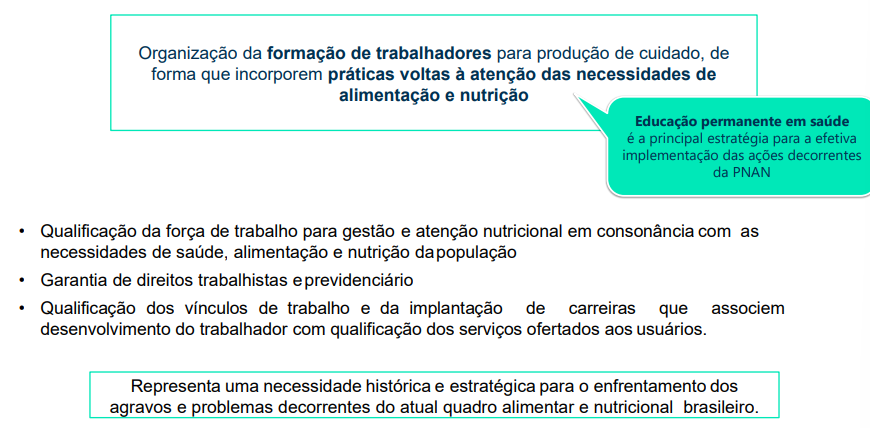 Organização da formação de trabalhadores para produção de cuidado, de
forma que incorporem práticas voltas à atenção das necessidades de
alimentação e nutrição
Educação permanente em saúde
é a principal estratégia para a efetiva
implementação das ações decorrentes
da PNAN
• Qualificação da força de trabalho para gestão e atenção nutricional em consonância com as
necessidades de saúde, alimentação e nutrição dapopulação
• Garantia de direitos trabalhistas eprevidenciário
• Qualificação dos vínculos de trabalho e da implantação de carreiras que associem
desenvolvimento do trabalhador com qualificação dos serviços ofertados aos usuários.
Representa uma necessidade histórica e estratégica para o enfrentamento dos
agravos e problemas decorrentes do atual quadro alimentar e nutricional brasileiro.